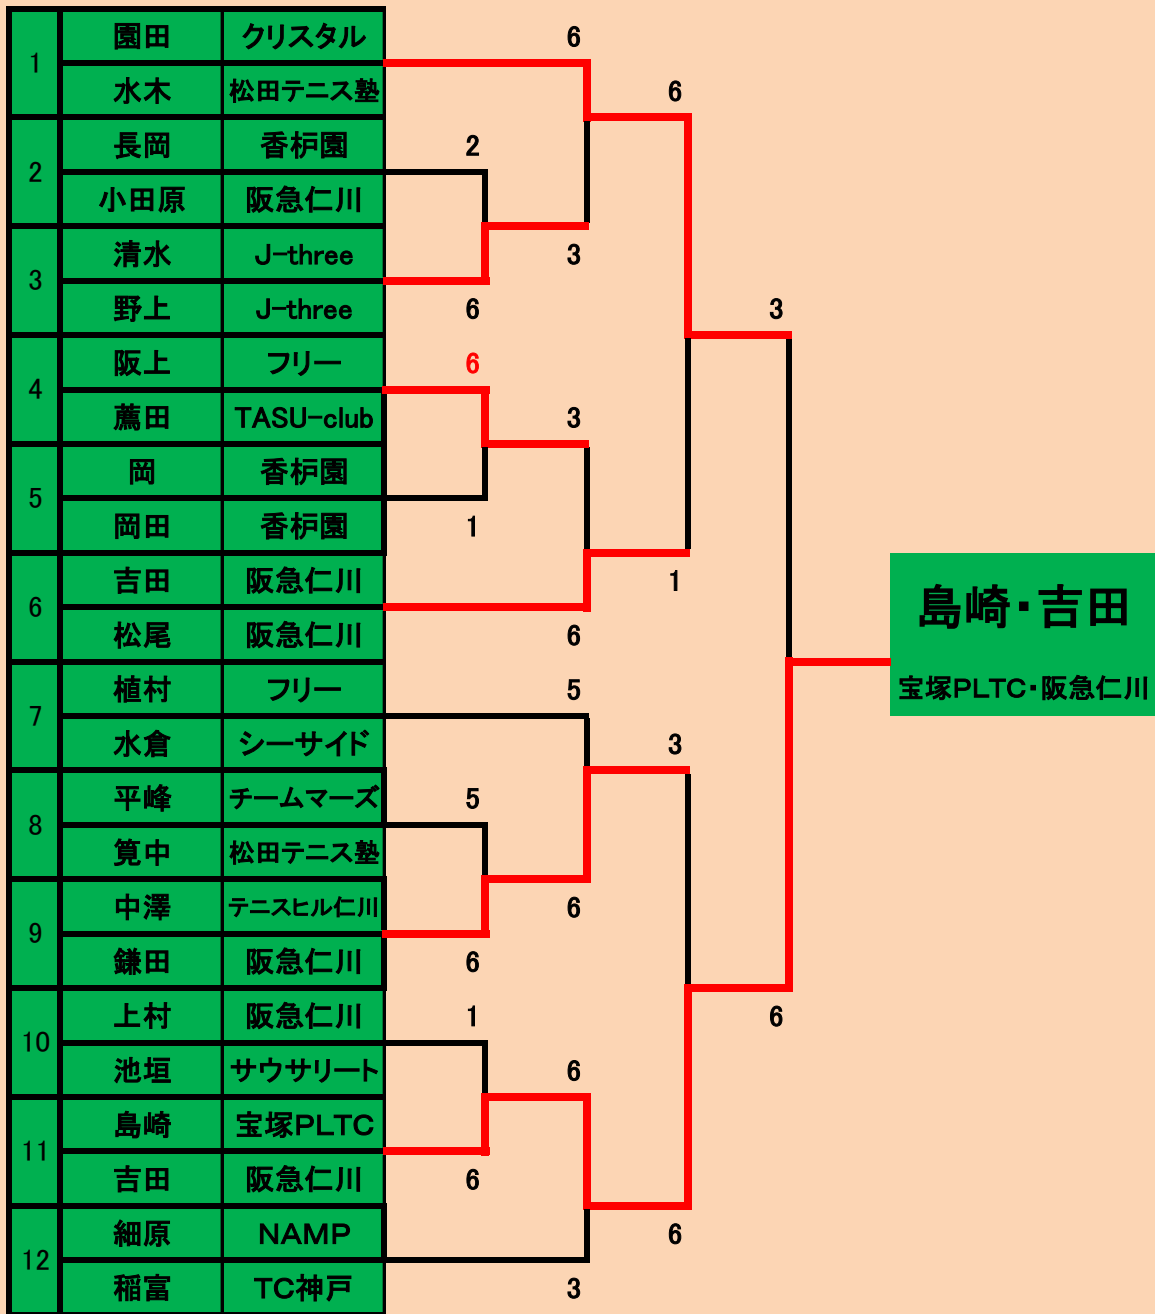 1
園田 クリスタル
水木 松田テニス塾
2
長岡 香枦園
小田原 阪急仁川
3
清水 J-three
野上 J-three
4
阪上 フリー
薦田 TASU-club
5
岡 香枦園
岡田 香枦園
6
吉田 阪急仁川
松尾 阪急仁川
7
植村 フリー
水倉 シーサイド
8
平峰 チームマーズ
筧中 松田テニス塾
9
中澤 テニスヒル仁川
鎌田 阪急仁川
10
上村 阪急仁川
池垣 サウサリート
11
島崎 宝塚PLTC
吉田 阪急仁川
12
細原 NAMP
稲富 TC神戸
2
6
6
1
5
6
1
6
6
3
3
6
5
6
6
3
6
1
3
6
3
6
島崎・吉田
宝塚PLTC・阪急仁川